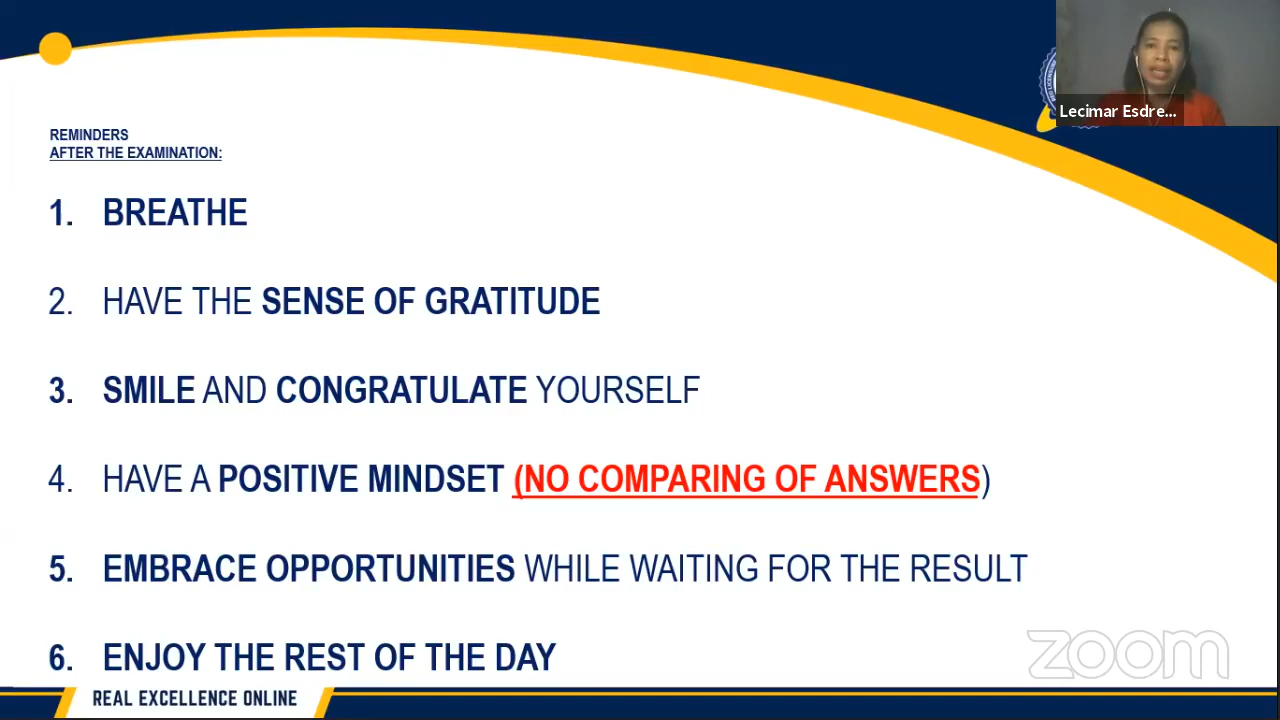 Lecimar Esdre...
REMINDERS
AFTER THE EXAMINATION:
1. BREATHE
2. HAVE THE SENSE OF GRATITUDE
3. SMILE AND CONGRATULATE YOURSELF
4. HAVE A POSITIVE MINDSET (NO COMPARING OF ANSWERS)
5. EMBRACE OPPORTUNITIES WHILE WAITING FOR THE RESULT
6. ENJOY THE REST OF THE DAY
zoom
REAL EXCELLENCE ONLINE